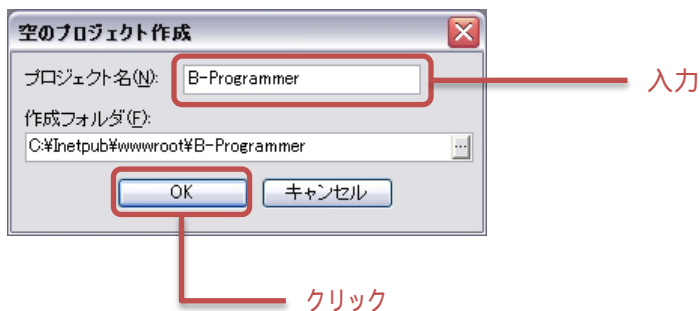 空のプロジェクト作成
プロジェクト名(N): B-Programmer
入力
作成フォルダ(F):
C:¥Inetpub¥wwwroot¥B-Programmer ...
OK キャンセル
クリック